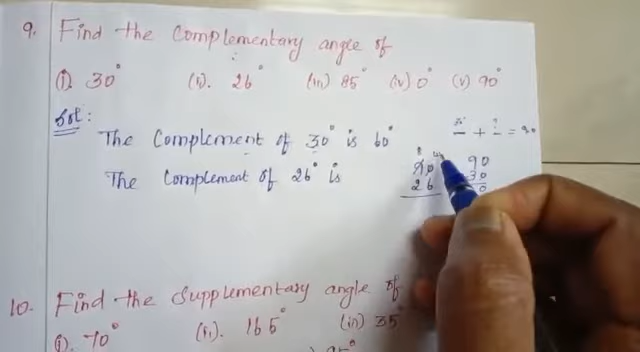 9. Find the Complementary angle of
(i). 30° (ii). 26° (iii) 85° (iv) 0° (v) 90°
Sol:
The Complement of 30° is 60°
30° + ? = 90
The Complement of 26° is
90
26
90
30
10. Find the Supplementary angle of
(i). 70° (ii). 165° (iii) 35°